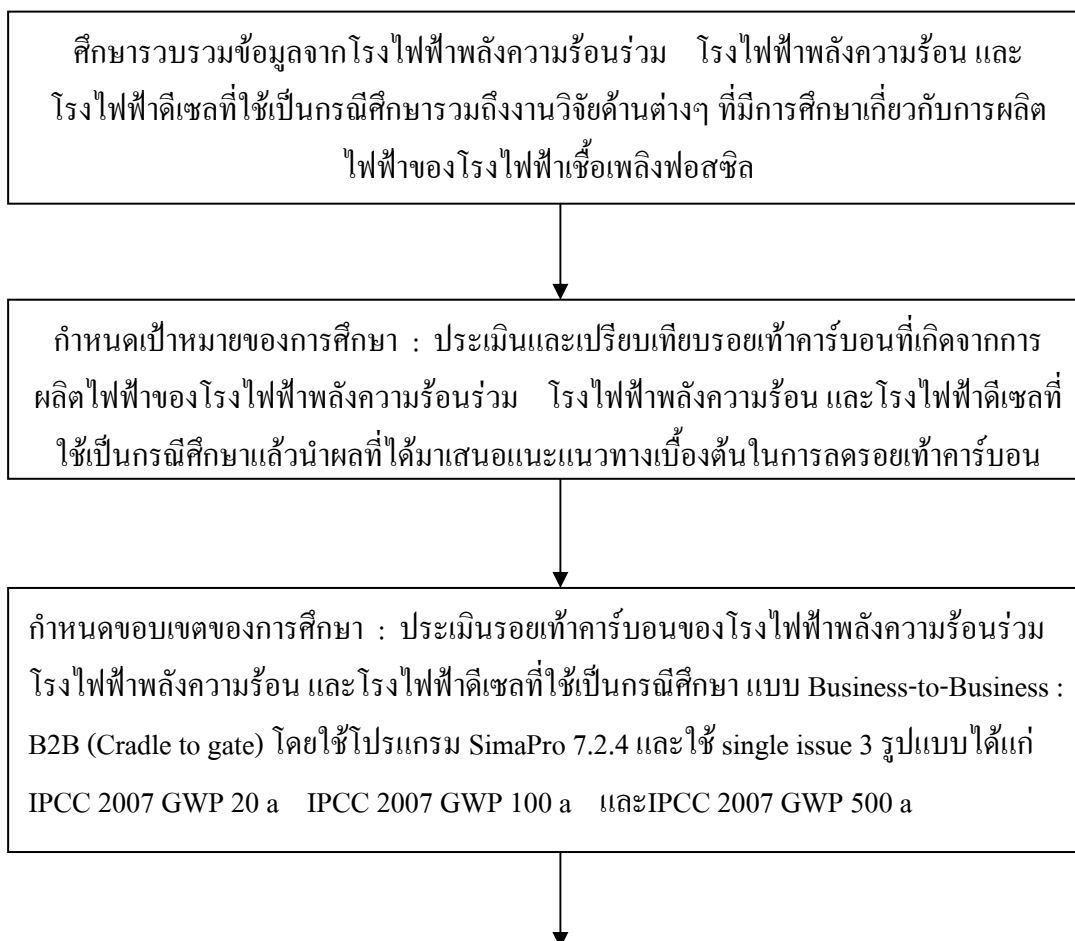 ศึกษารวบรวมข้อมูลจากโรงไฟฟ้าพลังความร้อนร่วม โรงไฟฟ้าพลังความร้อน และ
โรงไฟฟ้าดีเซลที่ใช้เป็นกรณีศึกษารวมถึงงานวิจัยด้านต่างๆ ที่มีการศึกษาเกี่ยวกับการผลิต
ไฟฟ้าของโรงไฟฟ้าเชื้อเพลิงฟอสซิล
กำหนดเป้าหมายของการศึกษา : ประเมินและเปรียบเทียบรอยเท้าคาร์บอนที่เกิดจากการ
ผลิตไฟฟ้าของโรงไฟฟ้าพลังความร้อนร่วม โรงไฟฟ้าพลังความร้อน และโรงไฟฟ้าดีเซลที่
ใช้เป็นกรณีศึกษาแล้วนำผลที่ได้มาเสนอแนะแนวทางเบื้องต้นในการลดรอยเท้าคาร์บอน
กำหนดขอบเขตของการศึกษา : ประเมินรอยเท้าคาร์บอนของโรงไฟฟ้าพลังความร้อนร่วม
โรงไฟฟ้าพลังความร้อน และโรงไฟฟ้าดีเซลที่ใช้เป็นกรณีศึกษา แบบ Business-to-Business :
B2B (Cradle to gate) โดยใช้โปรแกรม SimaPro 7.2.4 และใช้ single issue 3 รูปแบบได้แก่
IPCC 2007 GWP 20 a IPCC 2007 GWP 100 a และIPCC 2007 GWP 500 a